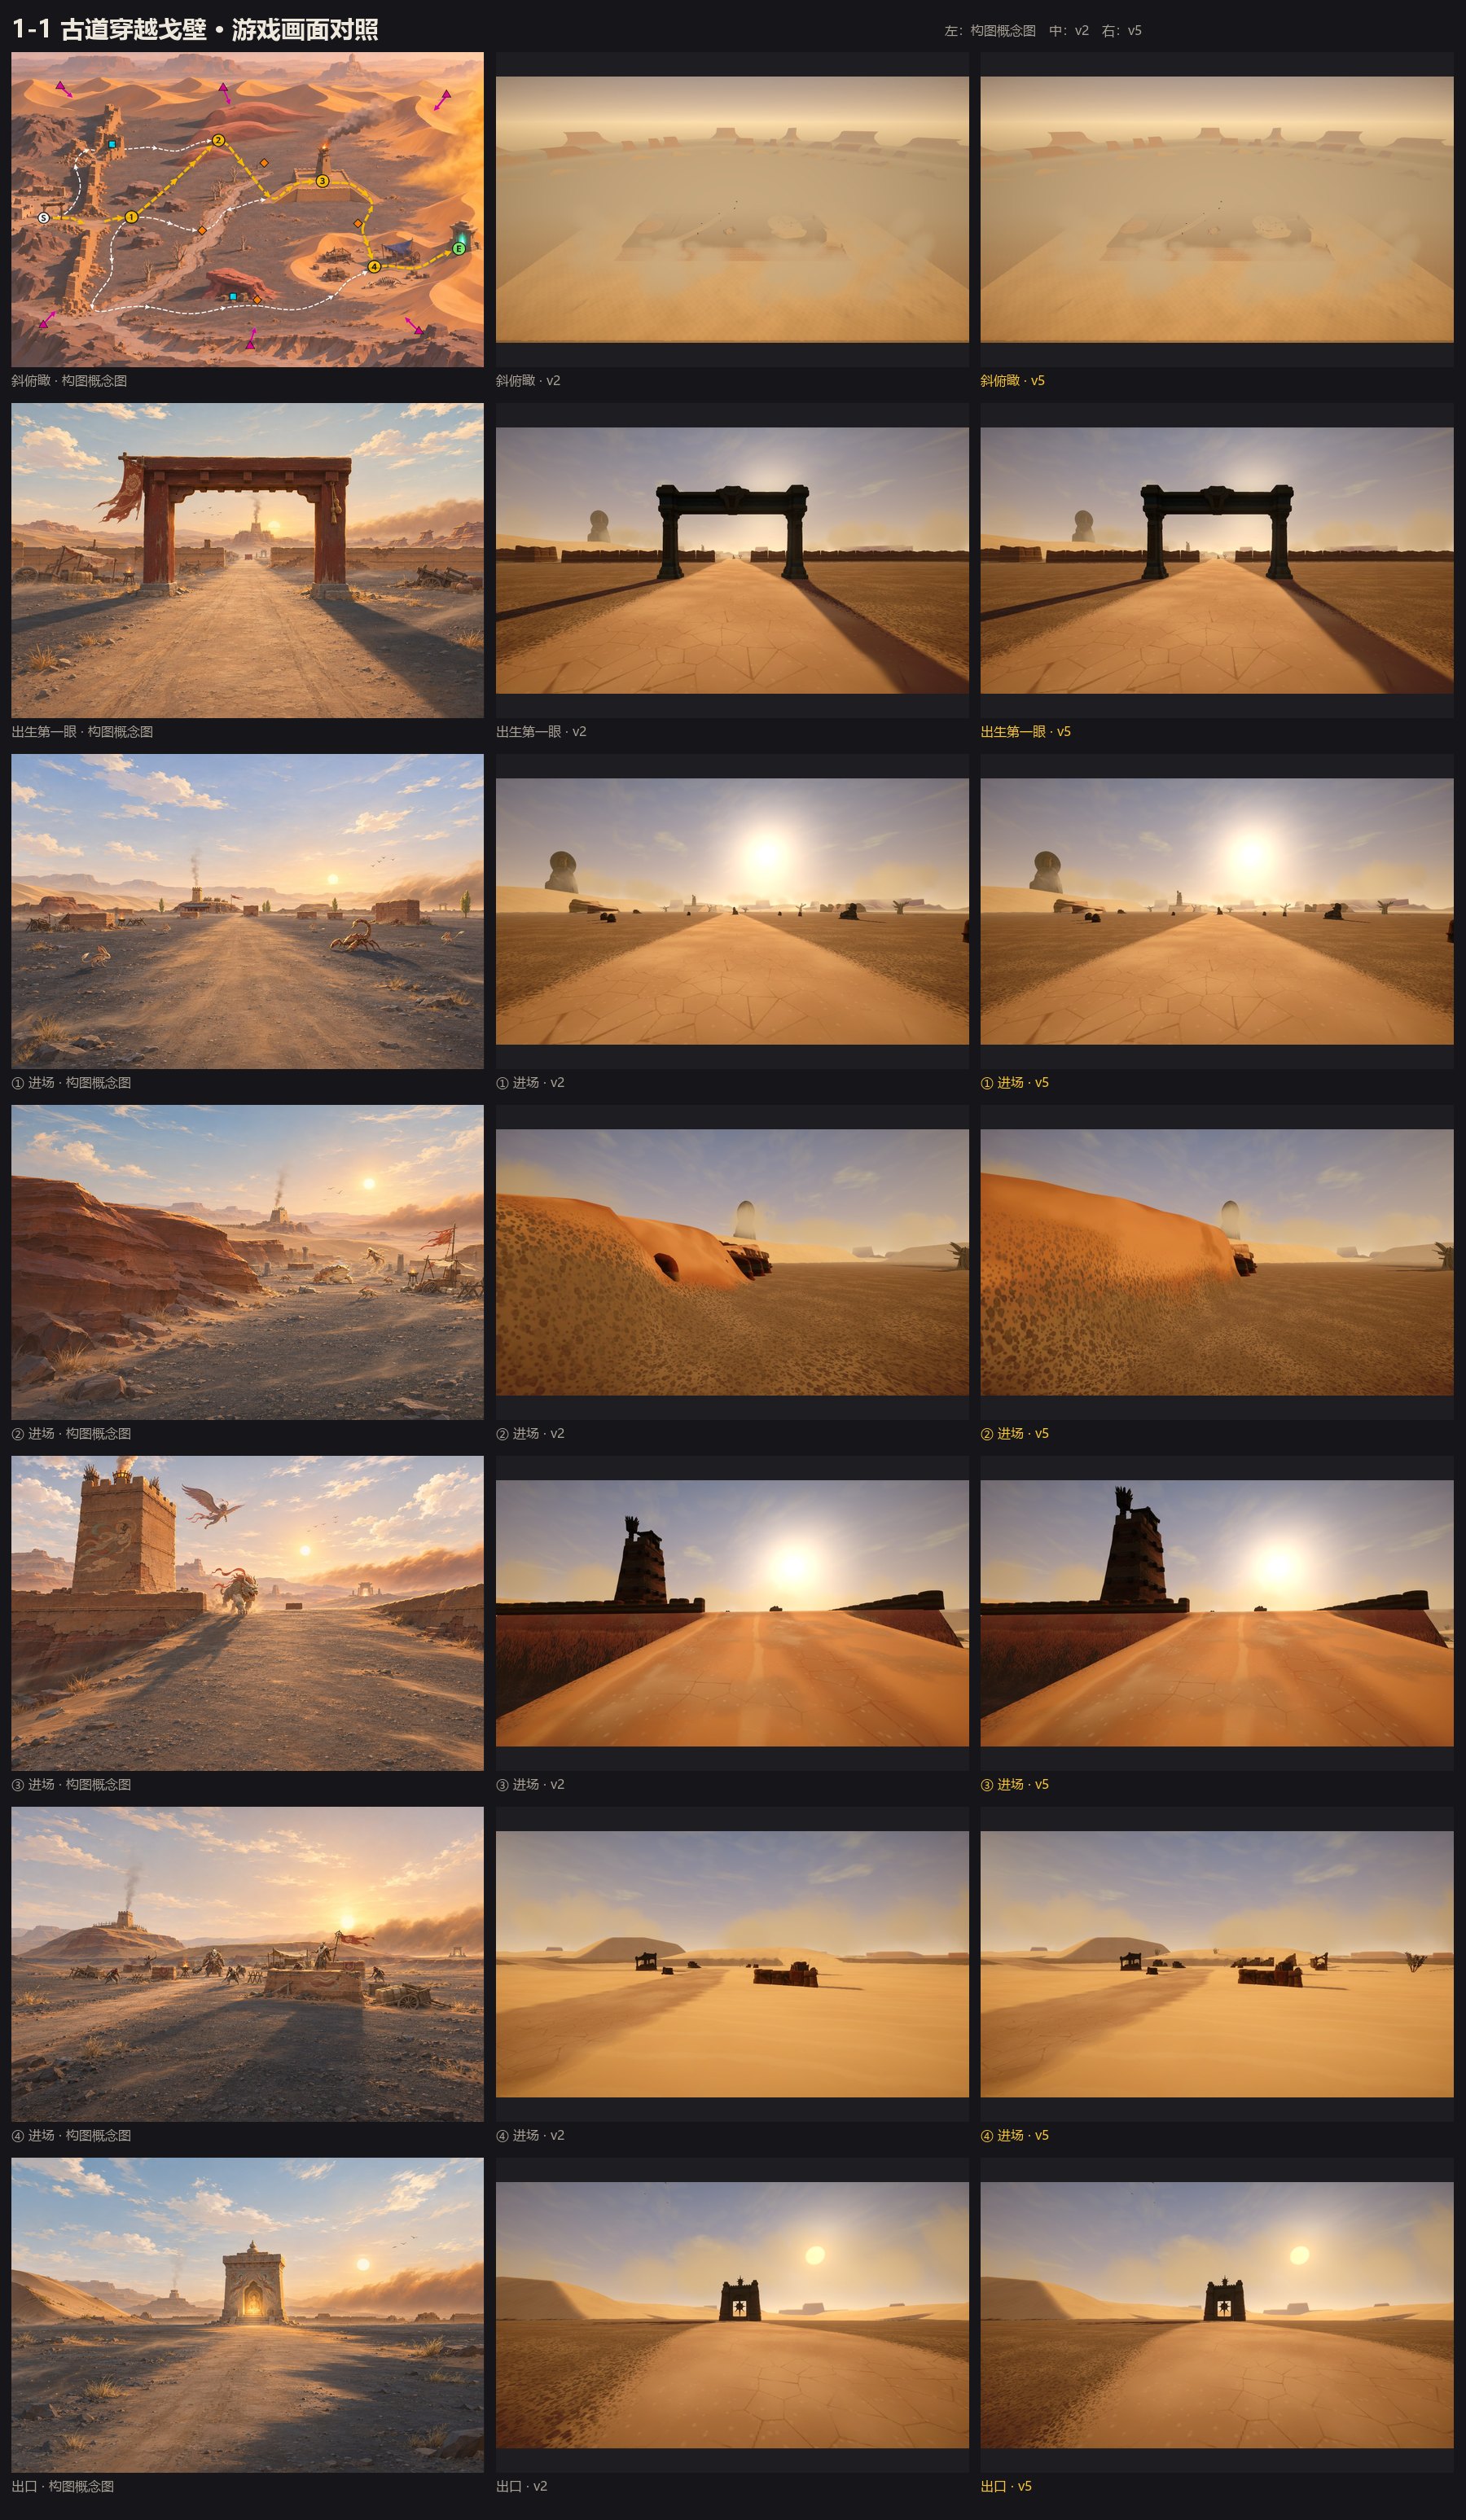 1-1 古道穿越戈壁 • 游戏画面对照
左：构图概念图 中：v2 右：v5
2
3
S
1
E
4
斜俯瞰 · 构图概念图
斜俯瞰 · v2
斜俯瞰 · v5
出生第一眼 · 构图概念图
出生第一眼 · v2
出生第一眼 · v5
① 进场 · 构图概念图
① 进场 · v2
① 进场 · v5
② 进场 · 构图概念图
② 进场 · v2
② 进场 · v5
③ 进场 · 构图概念图
③ 进场 · v2
③ 进场 · v5
④ 进场 · 构图概念图
④ 进场 · v2
④ 进场 · v5
出口 · 构图概念图
出口 · v2
出口 · v5